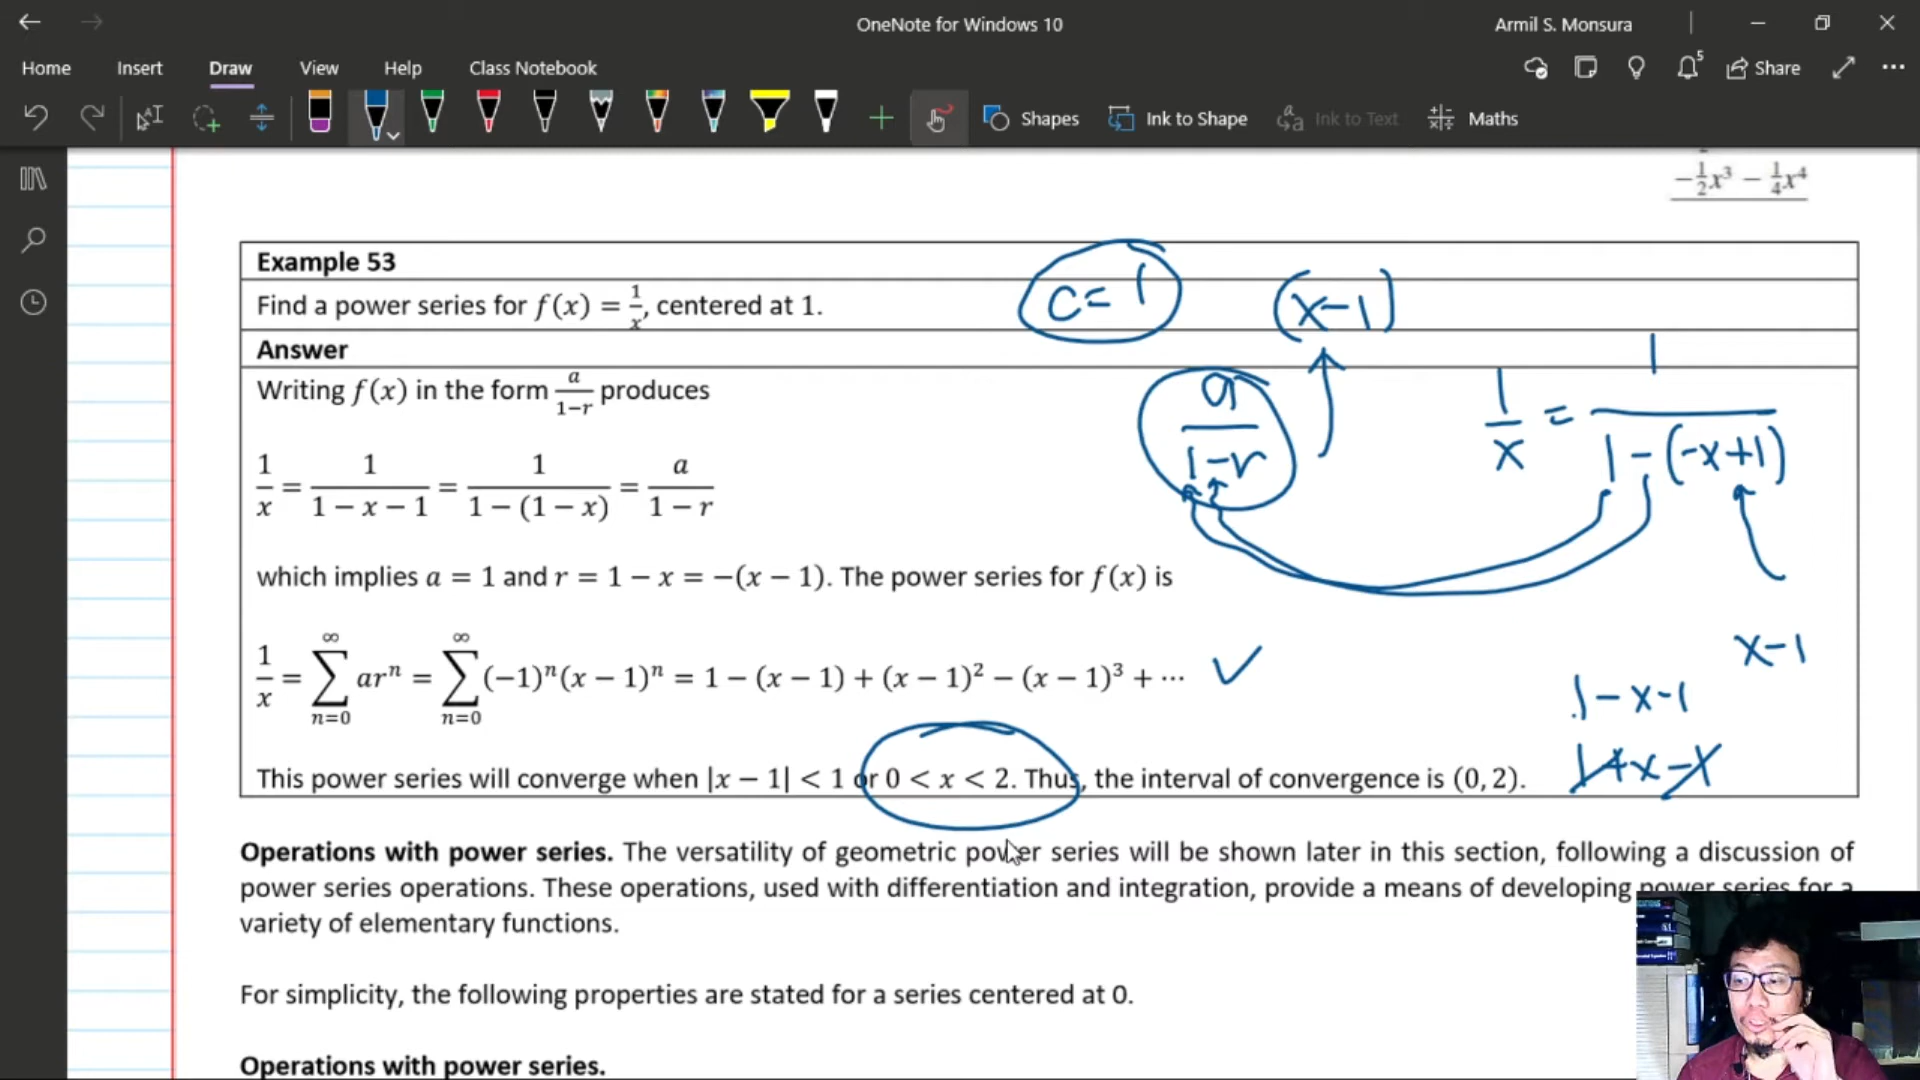 OneNote for Windows 10
Armil S. Monsura
Home Insert Draw View Help Class Notebook
5
Share
Shapes
Ink to Shape
Ink to Text
Maths
−1/2x³ − 1/4x⁴
Example 53
Find a power series for f(x) = 1/x, centered at 1.
c = 1
(x−1)
Answer
Writing f(x) in the form a/(1−r) produces
a/(1−r)
1/x = 1/(1−(−x+1))
1/x = 1/(1 − x − 1) = 1/(1 − (1 − x)) = a/(1 − r)
which implies a = 1 and r = 1 − x = −(x − 1). The power series for f(x) is
x−1
1/x = ∑_{n=0}^{∞} arⁿ = ∑_{n=0}^{∞} (−1)ⁿ(x − 1)ⁿ = 1 − (x − 1) + (x − 1)² − (x − 1)³ + ⋯ ✓
1−x−1
1+x−1
This power series will converge when |x − 1| < 1 or 0 < x < 2. Thus, the interval of convergence is (0, 2).
Operations with power series. The versatility of geometric power series will be shown later in this section, following a discussion of
power series operations. These operations, used with differentiation and integration, provide a means of developing power series for a
variety of elementary functions.
For simplicity, the following properties are stated for a series centered at 0.
Operations with power series.